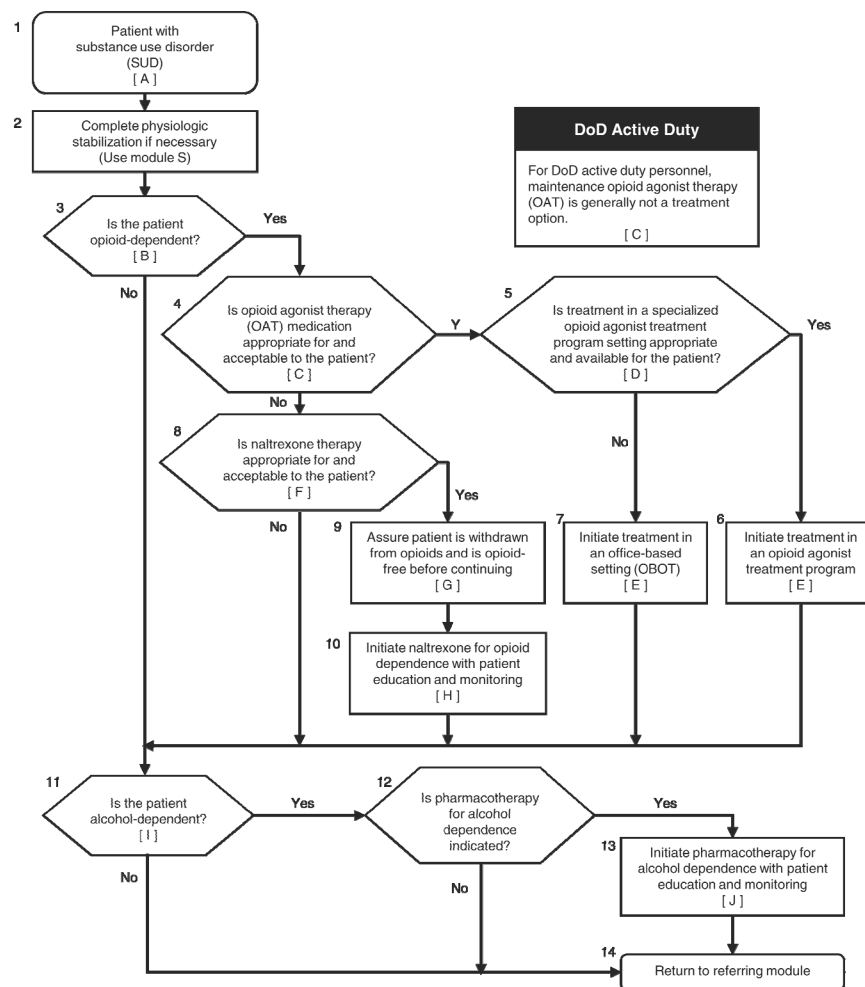 1
Patient with
substance use disorder
(SUD)
[ A ]
2
Complete physiologic
stabilization if necessary
(Use module S)
DoD Active Duty
For DoD active duty personnel,
maintenance opioid agonist therapy
(OAT) is generally not a treatment
option.
[ C ]
3
Is the patient
opioid-dependent?
[ B ]
Yes
No
4
Is opioid agonist therapy
(OAT) medication
appropriate for and
acceptable to the patient?
[ C ]
Y
No
5
Is treatment in a specialized
opioid agonist treatment
program setting appropriate
and available for the patient?
[ D ]
Yes
No
8
Is naltrexone therapy
appropriate for and
acceptable to the patient?
[ F ]
Yes
No
9
Assure patient is withdrawn
from opioids and is opioid-
free before continuing
[ G ]
7
Initiate treatment in
an office-based
setting (OBOT)
[ E ]
6
Initiate treatment in
an opioid agonist
treatment program
[ E ]
10
Initiate naltrexone for opioid
dependence with patient
education and monitoring
[ H ]
11
Is the patient
alcohol-dependent?
[ I ]
Yes
No
12
Is pharmacotherapy
for alcohol
dependence
indicated?
Yes
No
13
Initiate pharmacotherapy for
alcohol dependence with patient
education and monitoring
[ J ]
14
Return to referring module